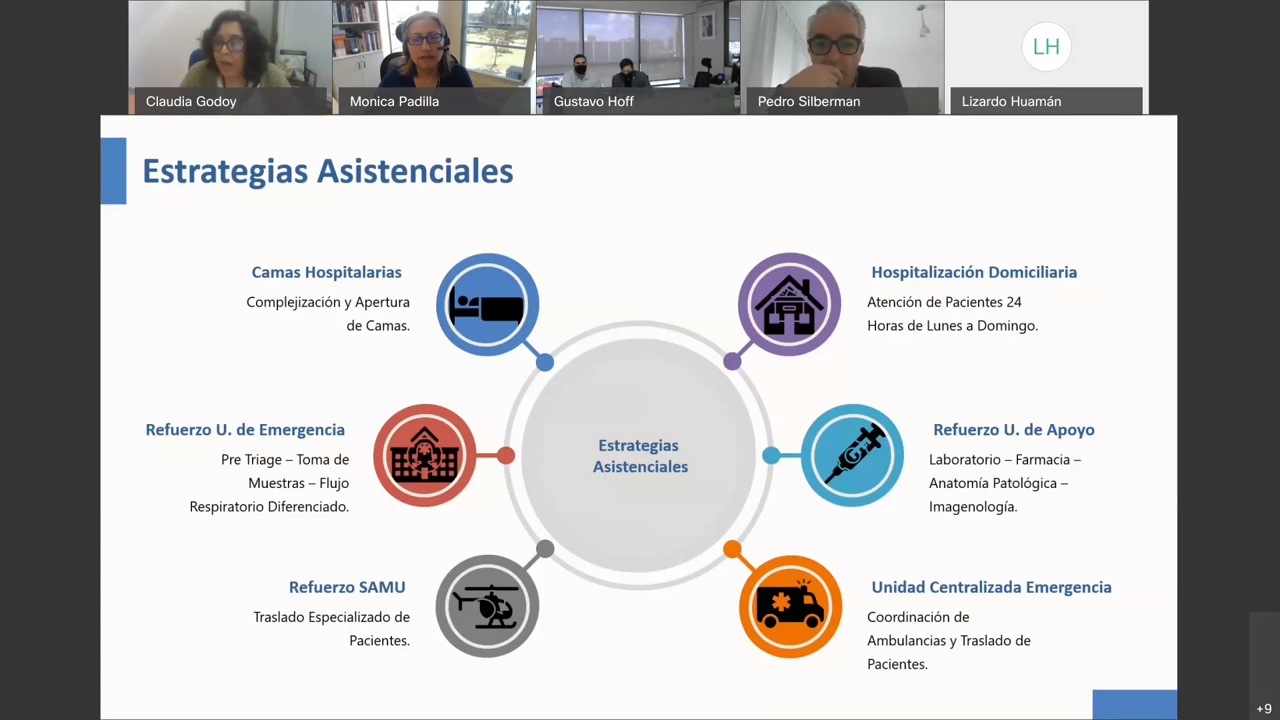 Claudia Godoy
Monica Padilla
Gustavo Hoff
Pedro Silberman
LH
Lizardo Huamán
Estrategias Asistenciales
Camas Hospitalarias
Complejización y Apertura
de Camas.
Hospitalización Domiciliaria
Atención de Pacientes 24
Horas de Lunes a Domingo.
Refuerzo U. de Emergencia
Pre Triage – Toma de
Muestras – Flujo
Respiratorio Diferenciado.
Estrategias
Asistenciales
Refuerzo U. de Apoyo
Laboratorio – Farmacia –
Anatomía Patológica –
Imagenología.
Refuerzo SAMU
Traslado Especializado de
Pacientes.
Unidad Centralizada Emergencia
Coordinación de
Ambulancias y Traslado de
Pacientes.
+9